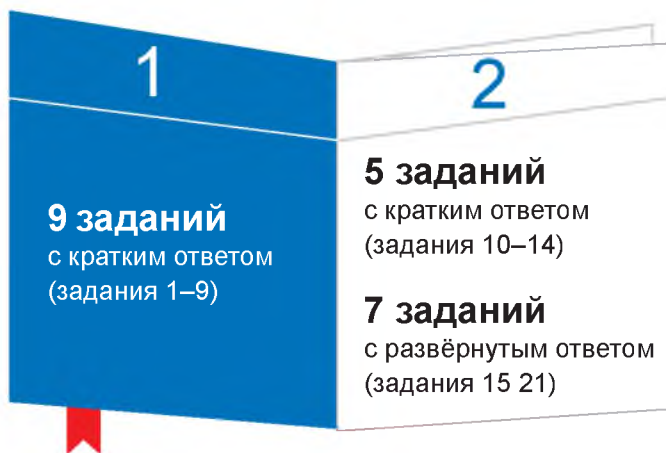 1
9 заданий
с кратким ответом
(задания 1–9)
2
5 заданий
с кратким ответом
(задания 10–14)
7 заданий
с развёрнутым ответом
(задания 15 21)